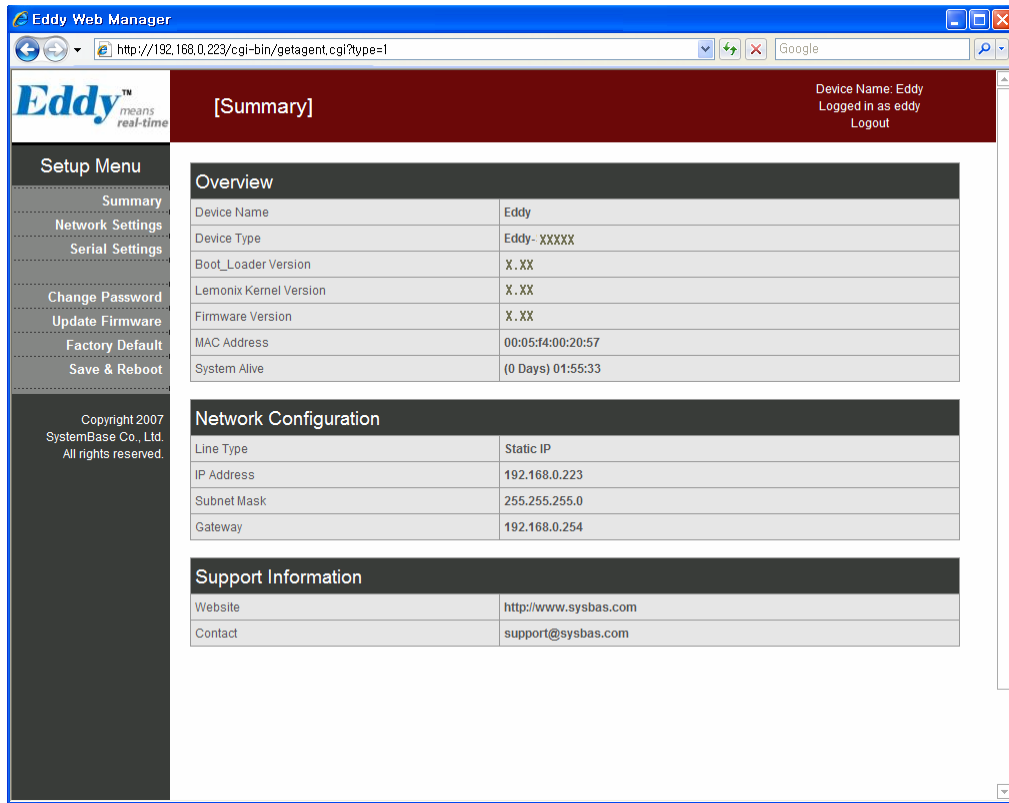 Eddy Web Manager
http://192,168,0,223/cgi-bin/getagent,cgi?type=1
Google
Eddy™ means real-time
[Summary]
Device Name: Eddy
Logged in as eddy
Logout
Setup Menu
Summary
Network Settings
Serial Settings
Change Password
Update Firmware
Factory Default
Save & Reboot
Copyright 2007
SystemBase Co., Ltd.
All rights reserved.
Overview
Device Name Eddy
Device Type Eddy- XXXXX
Boot_Loader Version X.XX
Lemonix Kernel Version X.XX
Firmware Version X.XX
MAC Address 00:05:f4:00:20:57
System Alive (0 Days) 01:55:33
Network Configuration
Line Type Static IP
IP Address 192.168.0.223
Subnet Mask 255.255.255.0
Gateway 192.168.0.254
Support Information
Website http://www.sysbas.com
Contact support@sysbas.com